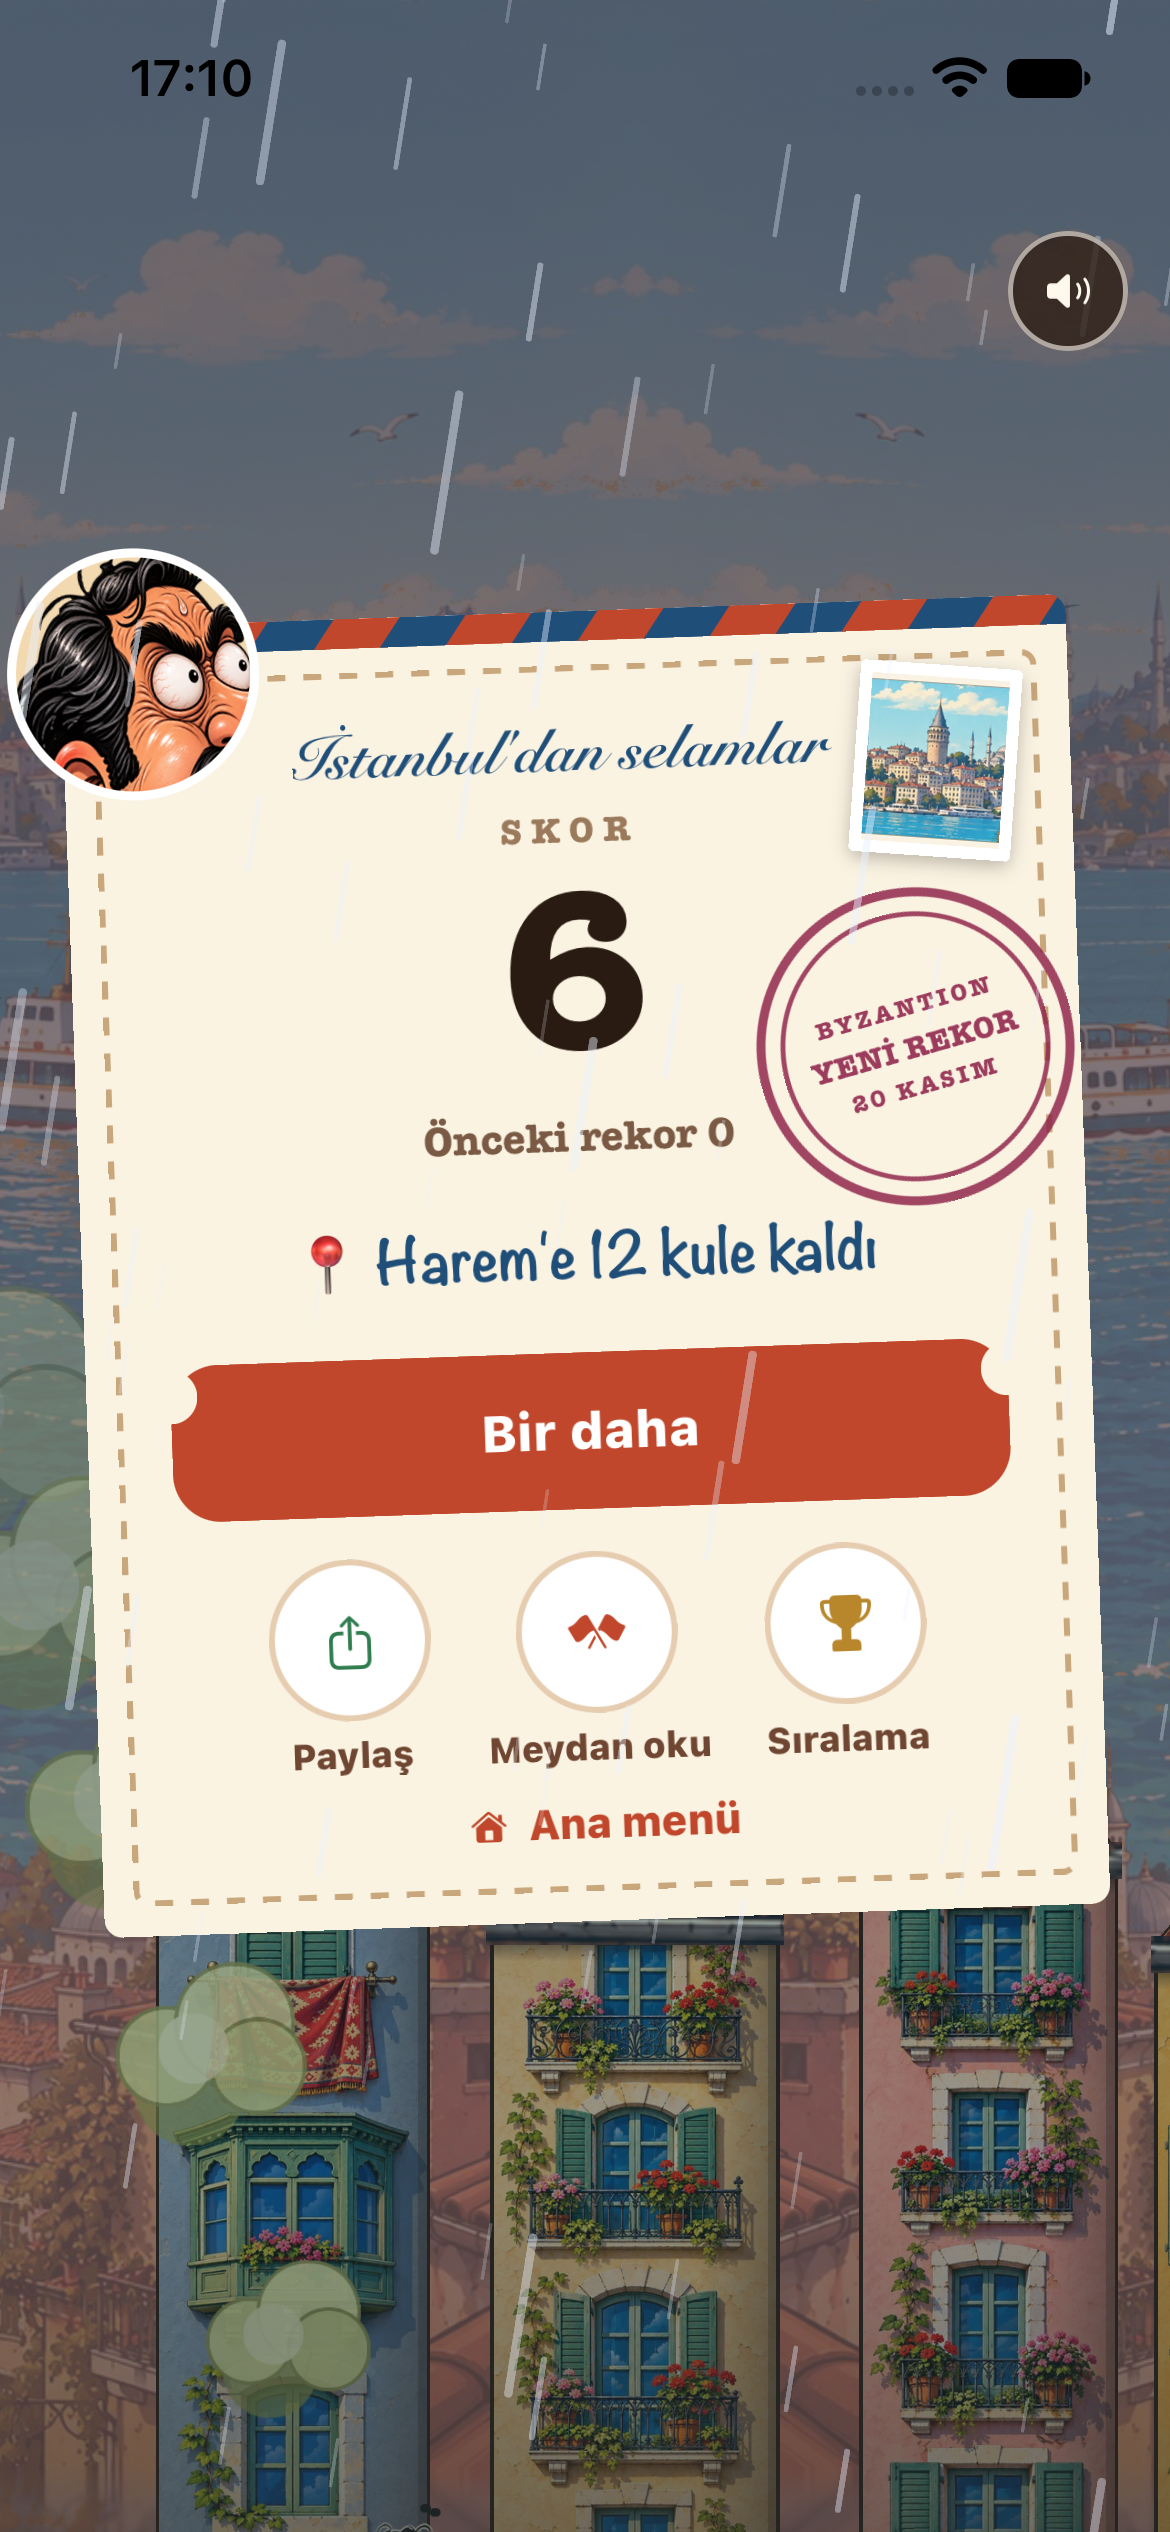 17:10
İstanbul'dan selamlar
SKOR
6
BYZANTION
YENİ REKOR
20 KASIM
Önceki rekor 0
Harem'e 12 kule kaldı
Bir daha
Paylaş
Meydan oku
Sıralama
Ana menü